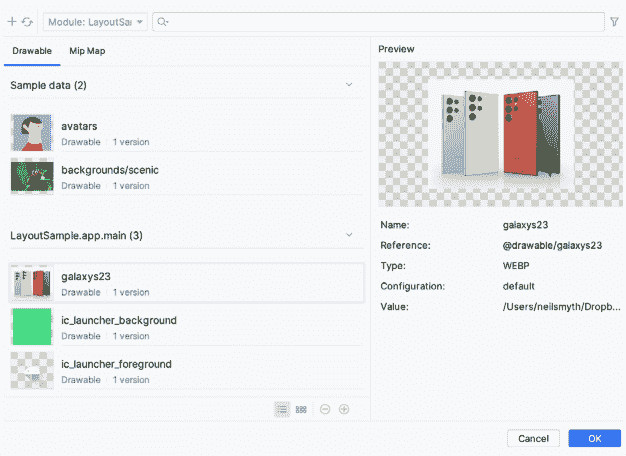 Module: LayoutSai
Drawable Mip Map
Sample data (2)
avatars
Drawable 1 version
backgrounds/scenic
Drawable 1 version
LayoutSample.app.main (3)
galaxys23
Drawable 1 version
ic_launcher_background
Drawable 1 version
ic_launcher_foreground
Drawable 1 version
Preview
Name: galaxys23
Reference: @drawable/galaxys23
Type: WEBP
Configuration: default
Value: /Users/neilsmyth/Dropb...
Cancel OK